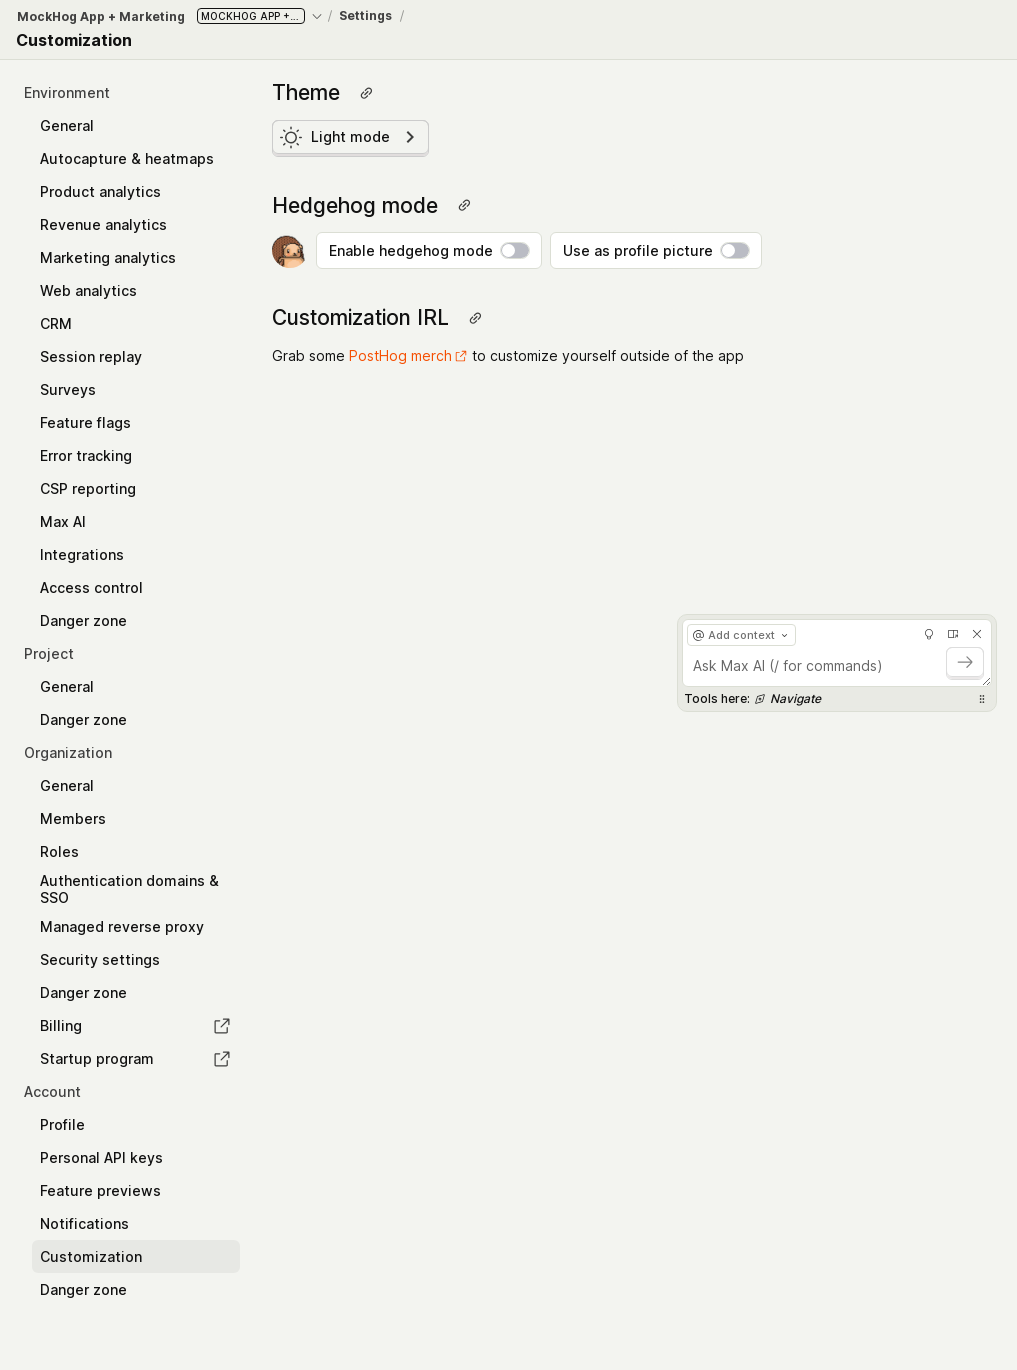 MockHog App + Marketing MOCKHOG APP +... / Settings /
Customization
Environment
General
Autocapture & heatmaps
Product analytics
Revenue analytics
Marketing analytics
Web analytics
CRM
Session replay
Surveys
Feature flags
Error tracking
CSP reporting
Max AI
Integrations
Access control
Danger zone
Project
General
Danger zone
Organization
General
Members
Roles
Authentication domains &
SSO
Managed reverse proxy
Security settings
Danger zone
Billing
Startup program
Account
Profile
Personal API keys
Feature previews
Notifications
Customization
Danger zone
Theme
Light mode
Hedgehog mode
Enable hedgehog mode
Use as profile picture
Customization IRL
Grab some PostHog merch to customize yourself outside of the app
@ Add context
Ask Max AI (/ for commands)
Tools here: Navigate